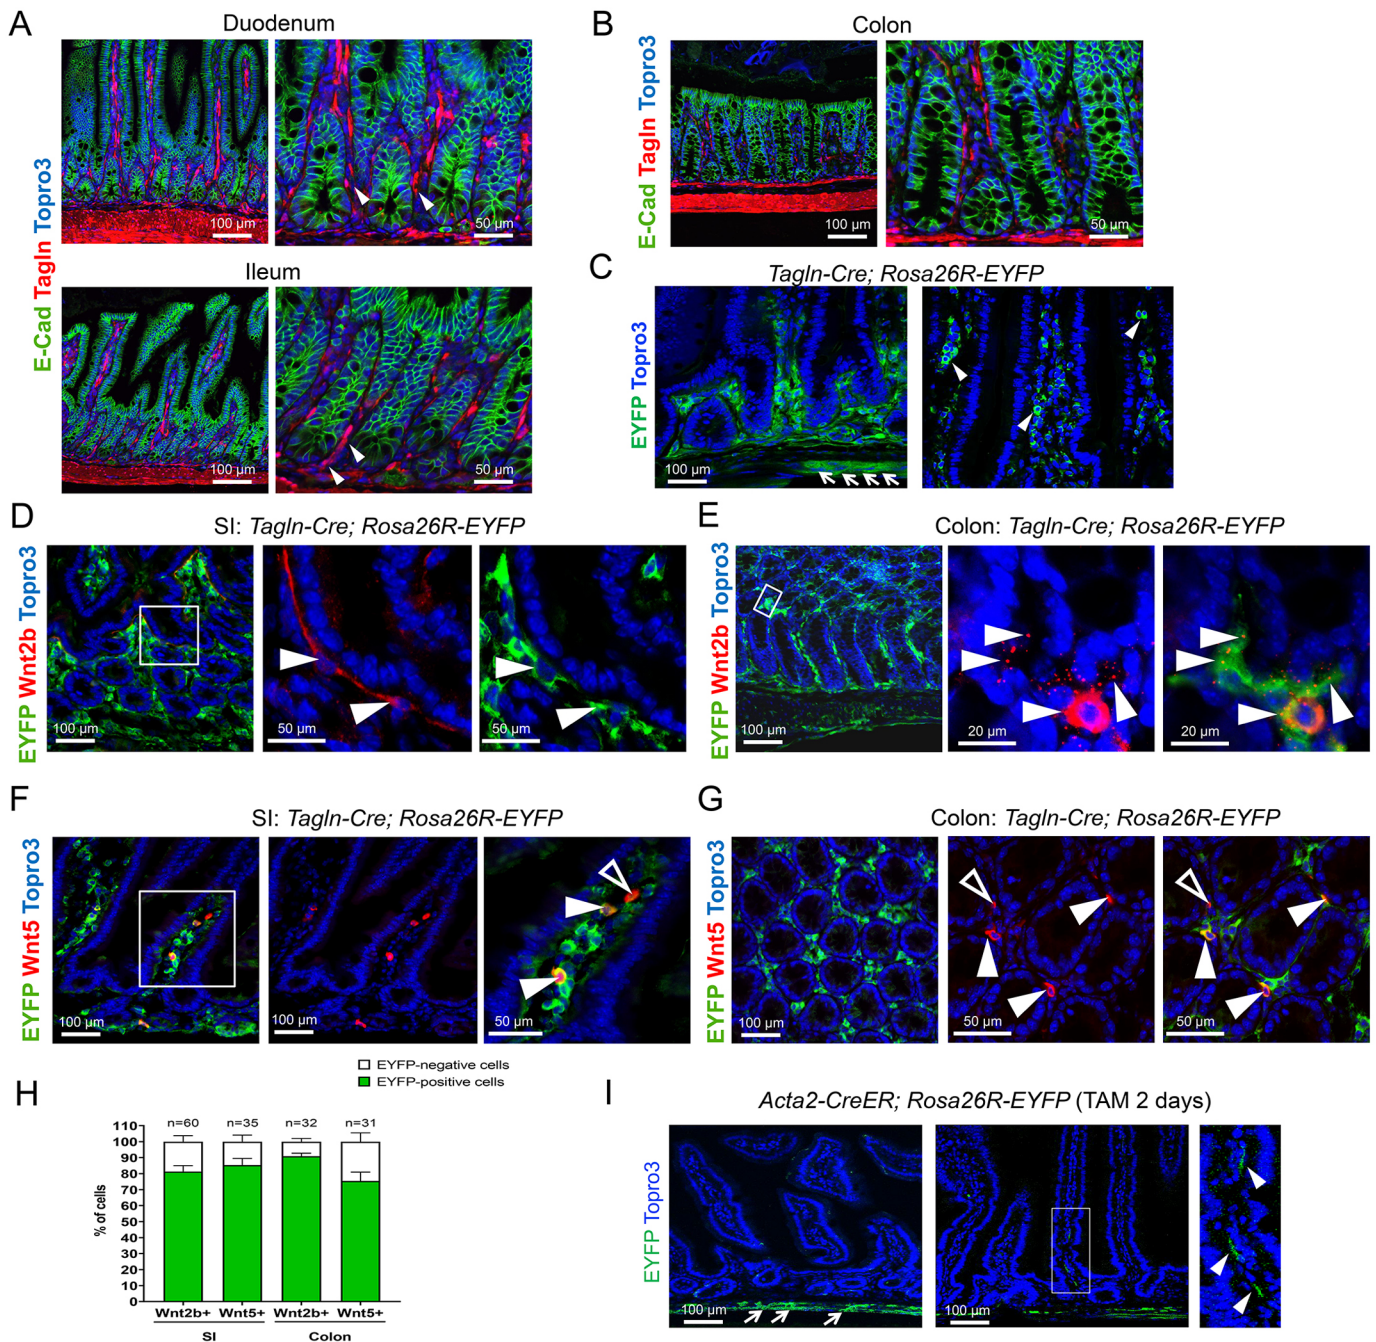 A
Duodenum
E-Cad Tagln Topro3
100 µm
50 µm
Ileum
100 µm
50 µm
B
Colon
E-Cad Tagln Topro3
100 µm
50 µm
C
Tagln-Cre; Rosa26R-EYFP
EYFP Topro3
100 µm
D
SI: Tagln-Cre; Rosa26R-EYFP
EYFP Wnt2b Topro3
100 µm
50 µm
50 µm
E
Colon: Tagln-Cre; Rosa26R-EYFP
EYFP Wnt2b Topro3
100 µm
20 µm
20 µm
F
SI: Tagln-Cre; Rosa26R-EYFP
EYFP Wnt5 Topro3
100 µm
100 µm
50 µm
G
Colon: Tagln-Cre; Rosa26R-EYFP
EYFP Wnt5 Topro3
100 µm
50 µm
50 µm
H
EYFP-negative cells
EYFP-positive cells
n=60 n=35 n=32 n=31
% of cells
110
100
90
80
70
60
50
40
30
20
10
0
Wnt2b+ Wnt5+ Wnt2b+ Wnt5+
SI Colon
I
Acta2-CreER; Rosa26R-EYFP (TAM 2 days)
EYFP Topro3
100 µm
100 µm